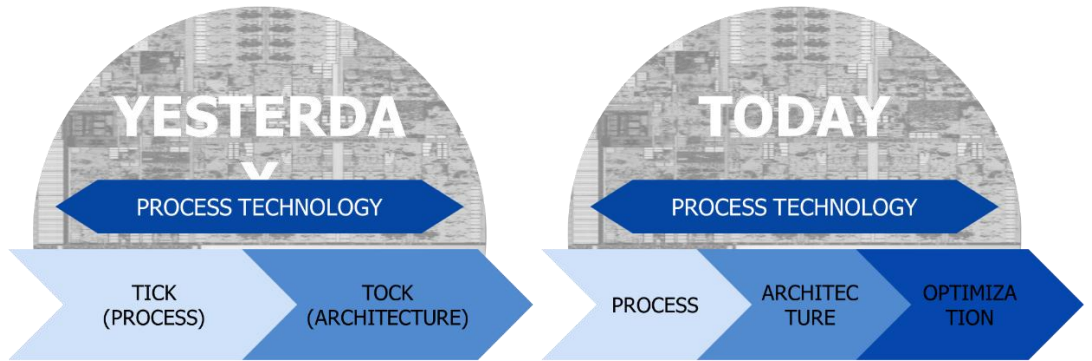 YESTERDA
Y
PROCESS TECHNOLOGY
TICK
(PROCESS)
TOCK
(ARCHITECTURE)
TODAY
PROCESS TECHNOLOGY
PROCESS
ARCHITEC
TURE
OPTIMIZA
TION